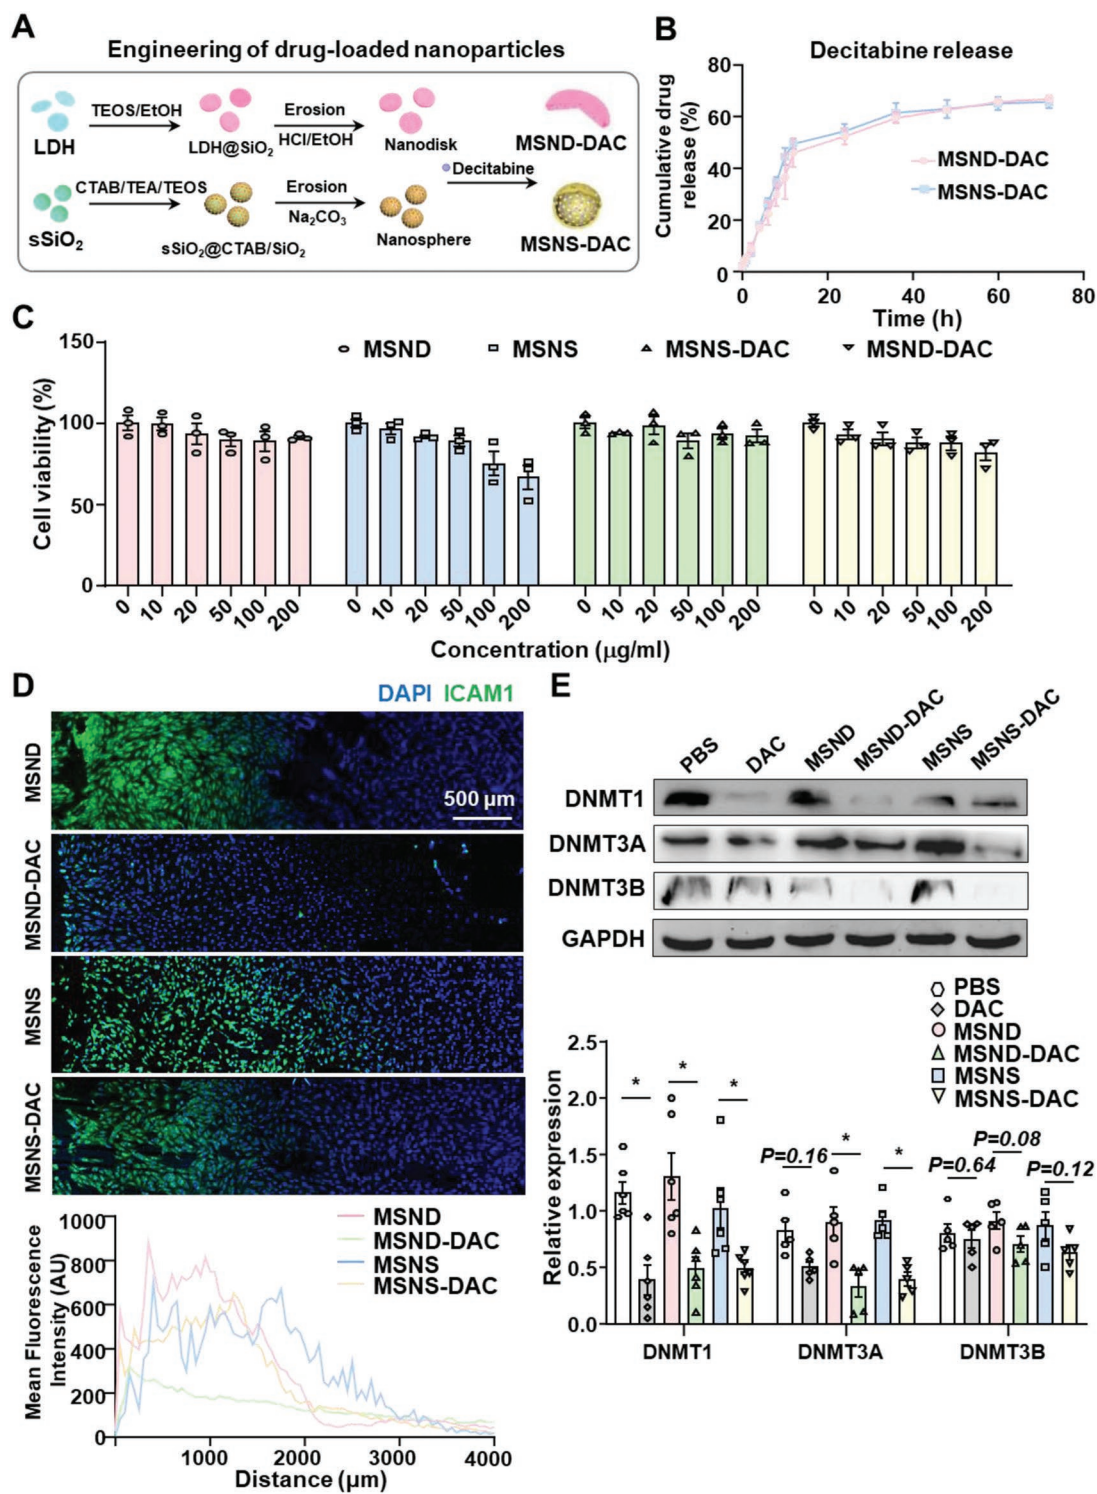 A
Engineering of drug-loaded nanoparticles
TEOS/EtOH
Erosion
LDH
LDH@SiO₂
HCl/EtOH
Nanodisk
MSND-DAC
Decitabine
CTAB/TEA/TEOS
Erosion
sSiO₂
Na₂CO₃
Nanosphere
sSiO₂@CTAB/SiO₂
MSNS-DAC
B
Decitabine release
Cumulative drug
release (%)
80
60
40
20
0
MSND-DAC
MSNS-DAC
0 20 40 60 80
Time (h)
C
MSND MSNS MSNS-DAC MSND-DAC
Cell viability (%)
150
100
50
0
0 10 20 50 100 200 0 10 20 50 100 200 0 10 20 50 100 200 0 10 20 50 100 200
Concentration (μg/ml)
D
DAPI ICAM1
MSND
500 μm
MSND-DAC
MSNS
MSNS-DAC
Mean Fluorescence
Intensity (AU)
1000
800
600
400
200
0
MSND
MSND-DAC
MSNS
MSNS-DAC
1000 2000 3000 4000
Distance (μm)
E
PBS DAC MSND MSND-DAC MSNS MSNS-DAC
DNMT1
DNMT3A
DNMT3B
GAPDH
PBS
DAC
MSND
MSND-DAC
MSNS
MSNS-DAC
Relative expression
2.5
2.0
1.5
1.0
0.5
0.0
* * *
P=0.16 * *
P=0.64 P=0.08 P=0.12
DNMT1 DNMT3A DNMT3B